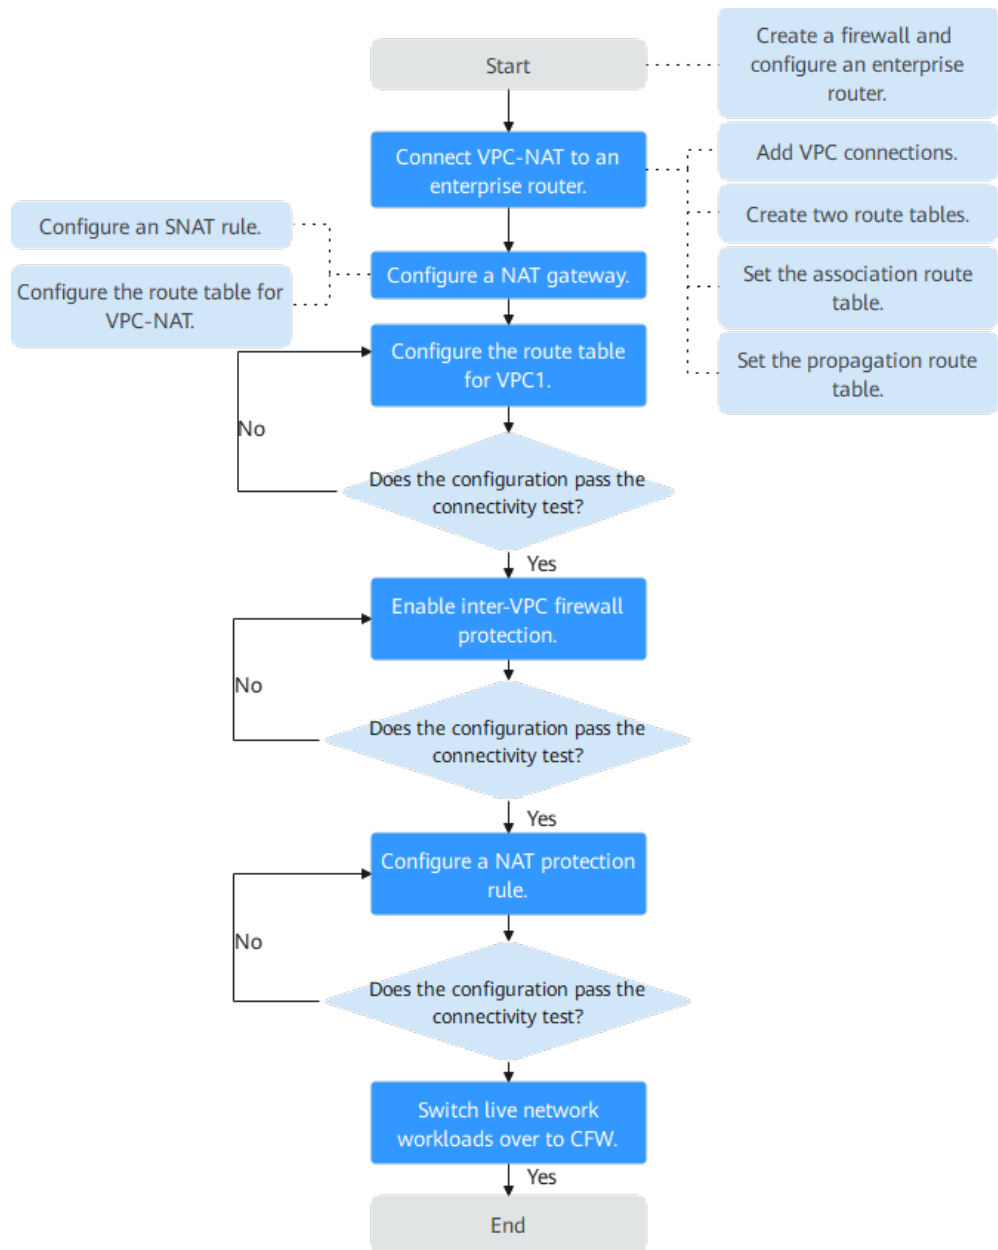 Start
Create a firewall and
configure an enterprise
router.
Connect VPC-NAT to an
enterprise router.
Add VPC connections.
Create two route tables.
Set the association route
table.
Set the propagation route
table.
Configure an SNAT rule.
Configure the route table for
VPC-NAT.
Configure a NAT gateway.
Configure the route table
for VPC1.
No
Does the configuration pass the
connectivity test?
Yes
Enable inter-VPC firewall
protection.
No
Does the configuration pass the
connectivity test?
Yes
Configure a NAT protection
rule.
No
Does the configuration pass the
connectivity test?
Switch live network
workloads over to CFW.
Yes
End